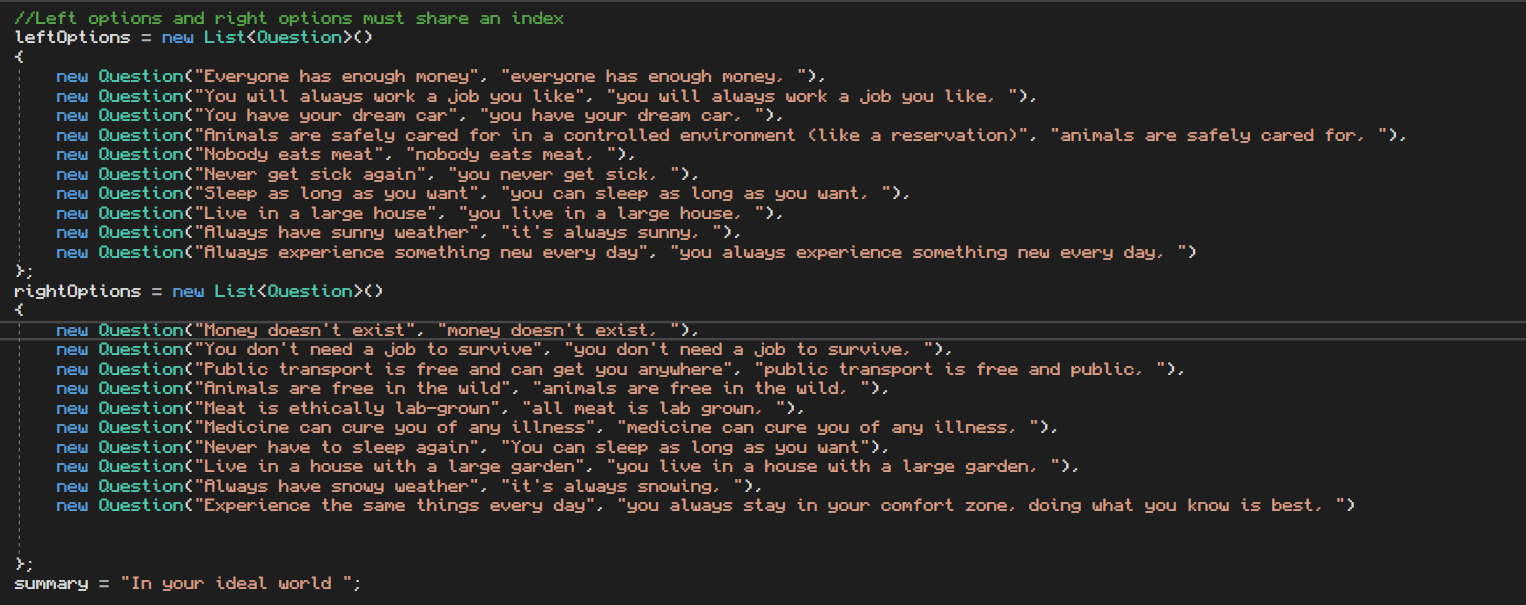 //Left options and right options must share an index
leftOptions = new List<Question>()
{
    new Question("Everyone has enough money", "everyone has enough money, "),
    new Question("You will always work a job you like", "you will always work a job you like, "),
    new Question("You have your dream car", "you have your dream car, "),
    new Question("Animals are safely cared for in a controlled environment (like a reservation)", "animals are safely cared for, "),
    new Question("Nobody eats meat", "nobody eats meat, "),
    new Question("Never get sick again", "you never get sick, "),
    new Question("Sleep as long as you want", "you can sleep as long as you want, "),
    new Question("Live in a large house", "you live in a large house, "),
    new Question("Always have sunny weather", "it's always sunny, "),
    new Question("Always experience something new every day", "you always experience something new every day, ")
};
rightOptions = new List<Question>()
{
    new Question("Money doesn't exist", "money doesn't exist, "),
    new Question("You don't need a job to survive", "you don't need a job to survive, "),
    new Question("Public transport is free and can get you anywhere", "public transport is free and public, "),
    new Question("Animals are free in the wild", "animals are free in the wild, "),
    new Question("Meat is ethically lab-grown", "all meat is lab grown, "),
    new Question("Medicine can cure you of any illness", "medicine can cure you of any illness, "),
    new Question("Never have to sleep again", "You can sleep as long as you want"),
    new Question("Live in a house with a large garden", "you live in a house with a large garden, "),
    new Question("Always have snowy weather", "it's always snowing, "),
    new Question("Experience the same things every day", "you always stay in your comfort zone, doing what you know is best, ")
};
summary = "In your ideal world ";